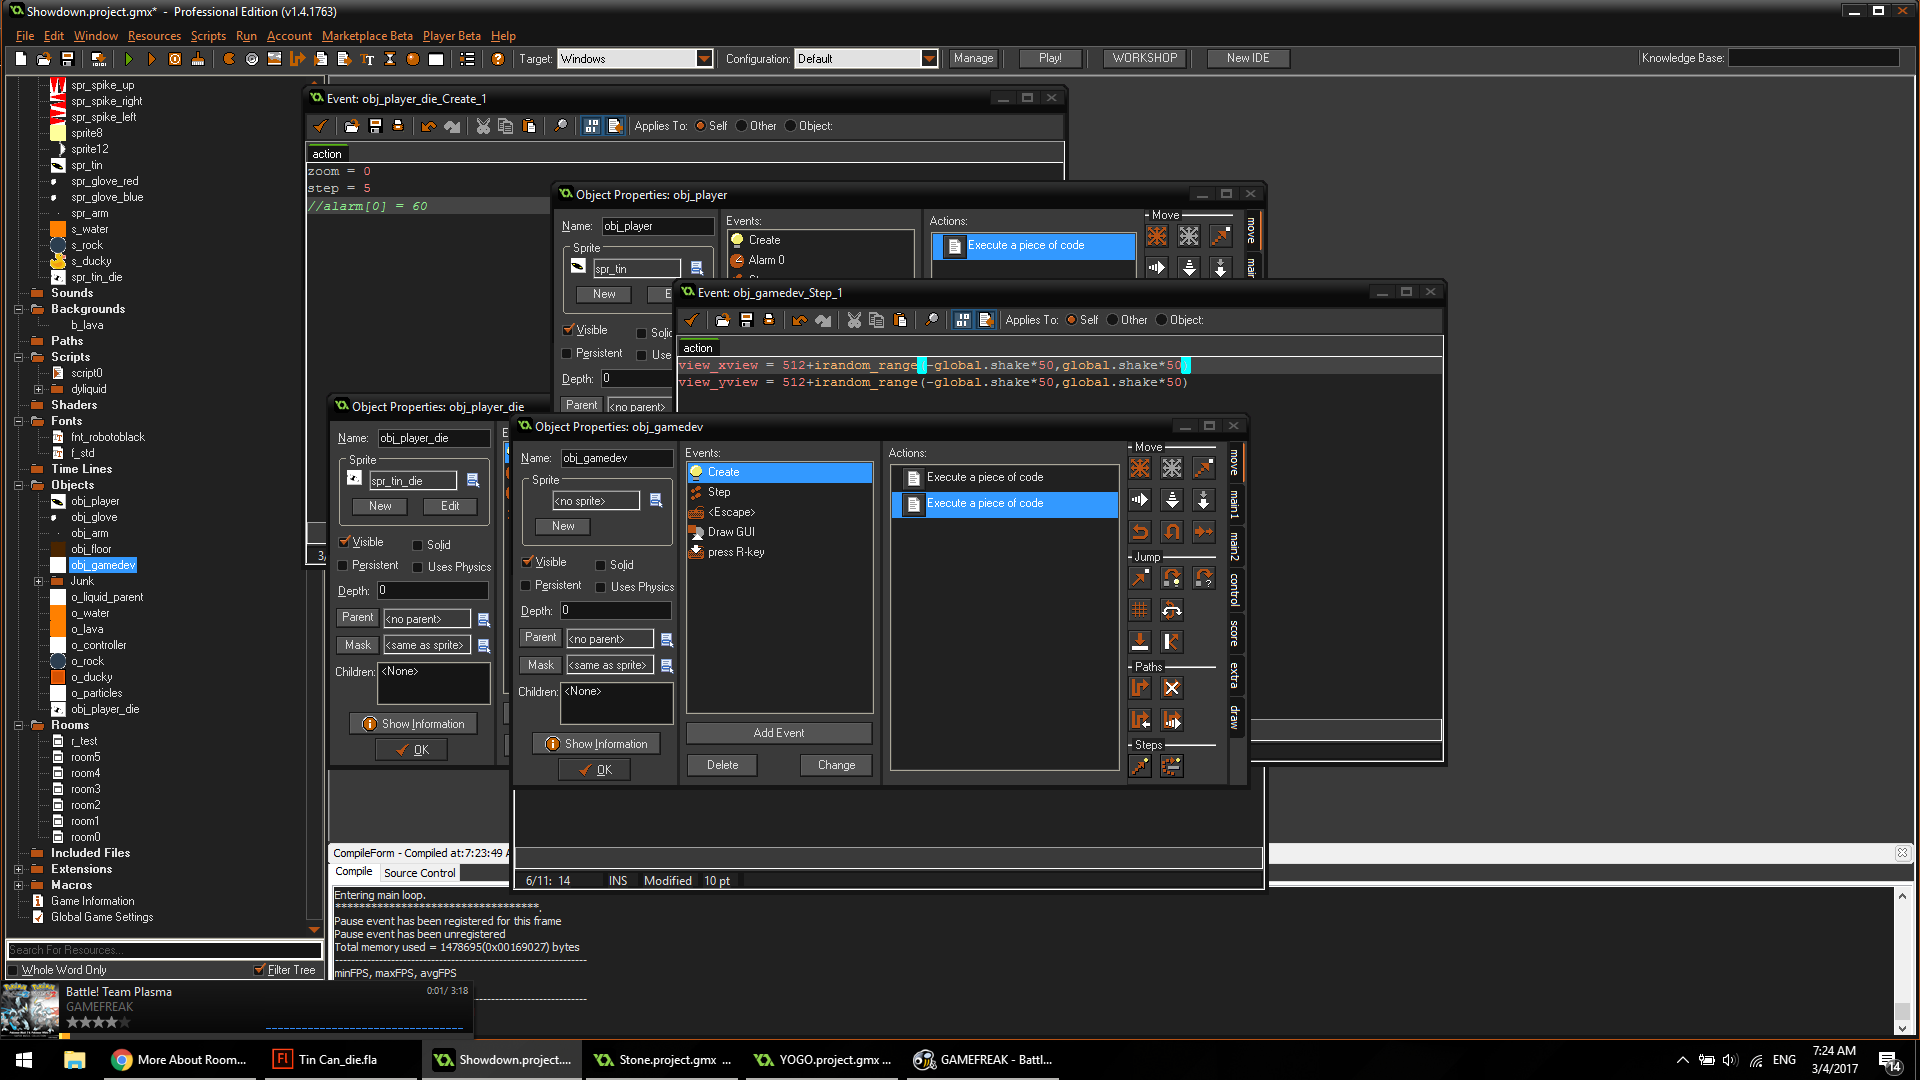 Showdown.project.gmx* - Professional Edition (v1.4.1763)
File Edit Window Resources Scripts Run Account Marketplace Beta Player Beta Help
Target: Windows Configuration: Default Manage Play! WORKSHOP New IDE Knowledge Base:
spr_spike_up
spr_spike_right
spr_spike_left
sprite8
sprite12
spr_tin
spr_glove_red
spr_glove_blue
spr_arm
s_water
s_rock
s_ducky
spr_tin_die
Sounds
Backgrounds
b_lava
Paths
Scripts
script0
dyliquid
Shaders
Fonts
fnt_robotoblack
f_std
Time Lines
Objects
obj_player
obj_glove
obj_arm
obj_floor
obj_gamedev
Junk
o_liquid_parent
o_water
o_lava
o_controller
o_rock
o_ducky
o_particles
obj_player_die
Rooms
r_test
room5
room4
room3
room2
room1
room0
Included Files
Extensions
Macros
Game Information
Global Game Settings
Search For Resources...
Whole Word Only Filter Tree
Event: obj_player_die_Create_1
Applies To: Self Other Object:
action
zoom = 0
step = 5
//alarm[0] = 60
3/
Object Properties: obj_player
Name: obj_player
Sprite
spr_tin
New E
Visible Solid
Persistent Use
Depth: 0
Parent <no parent>
Events:
Create
Alarm 0
Actions:
Execute a piece of code
Move
move
Event: obj_gamedev_Step_1
Applies To: Self Other Object:
action
view_xview = 512+irandom_range(-global.shake*50,global.shake*50)
view_yview = 512+irandom_range(-global.shake*50,global.shake*50)
Object Properties: obj_player_die
Name: obj_player_die
Sprite
spr_tin_die
New Edit
Visible Solid
Persistent Uses Physics
Depth: 0
Parent <no parent>
Mask <same as sprite>
Children: <None>
Show Information
OK
Object Properties: obj_gamedev
Name: obj_gamedev
Sprite
<no sprite>
New
Visible Solid
Persistent Uses Physics
Depth: 0
Parent <no parent>
Mask <same as sprite>
Children: <None>
Show Information
OK
Events:
Create
Step
<Escape>
Draw GUI
press R-key
Add Event
Delete Change
Actions:
Execute a piece of code
Execute a piece of code
Move
Jump
Paths
Steps
move
main1
main2
control
score
extra
draw
6/11: 14 INS Modified 10 pt
CompileForm - Compiled at:7:23:49 A
Compile Source Control
Entering main loop.
***********************************.
Pause event has been registered for this frame
Pause event has been unregistered
Total memory used = 1478695(0x00169027) bytes
minFPS, maxFPS, avgFPS
Battle! Team Plasma 0:01/ 3:18
GAMEFREAK
More About Room... Tin Can_die.fla Showdown.project.... Stone.project.gmx ... YOGO.project.gmx ... GAMEFREAK - Battl...
ENG 7:24 AM
3/4/2017
14